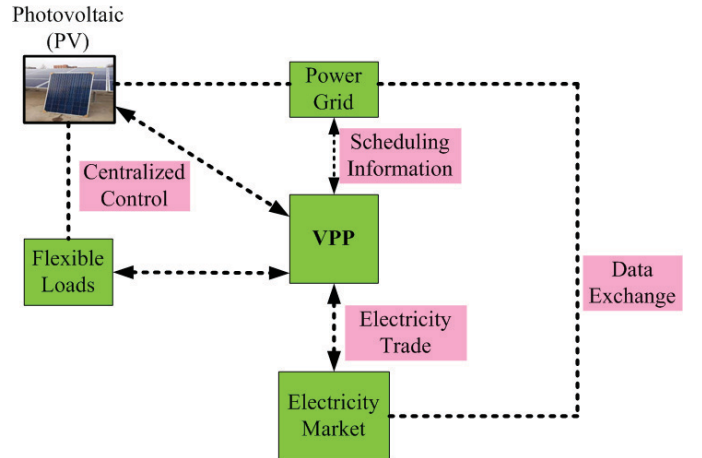 Photovoltaic
(PV)
Power
Grid
Scheduling
Information
Centralized
Control
VPP
Flexible
Loads
Data
Exchange
Electricity
Trade
Electricity
Market